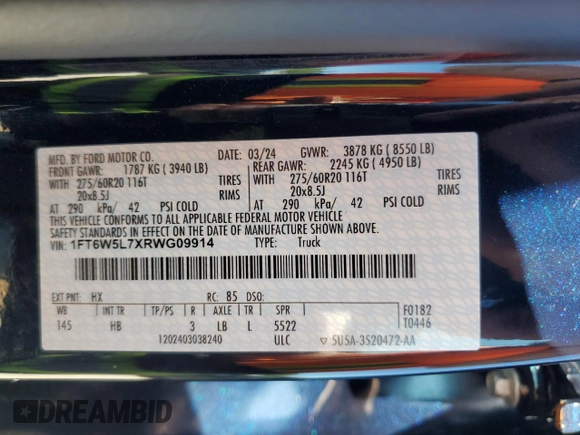 MFD. BY FORD MOTOR CO. DATE: 03/24 GVWR: 3878 KG ( 8550 LB)
FRONT GAWR: 1787 KG ( 3940 LB) REAR GAWR: 2245 KG ( 4950 LB)
WITH 275/60R20 116T TIRES WITH 275/60R20 116T TIRES
20x8.5J RIMS 20x8.5J RIMS
AT 290 kPa/ 42 PSI COLD AT 290 kPa/ 42 PSI COLD
THIS VEHICLE CONFORMS TO ALL APPLICABLE FEDERAL MOTOR VEHICLE
SAFETY STANDARDS IN EFFECT ON THE DATE OF MANUFACTURE SHOWN ABOVE.
VIN: 1FT6W5L7XRWG09914 TYPE: Truck
EXT PNT: HX RC: 85 DSO:
WB INT TR TP/PS R AXLE TR SPR F0182
145 HB 3 LB L 5522 T0446
1202403038240 ULC ▽ 5U5A-3520472-AA
DREAMBID